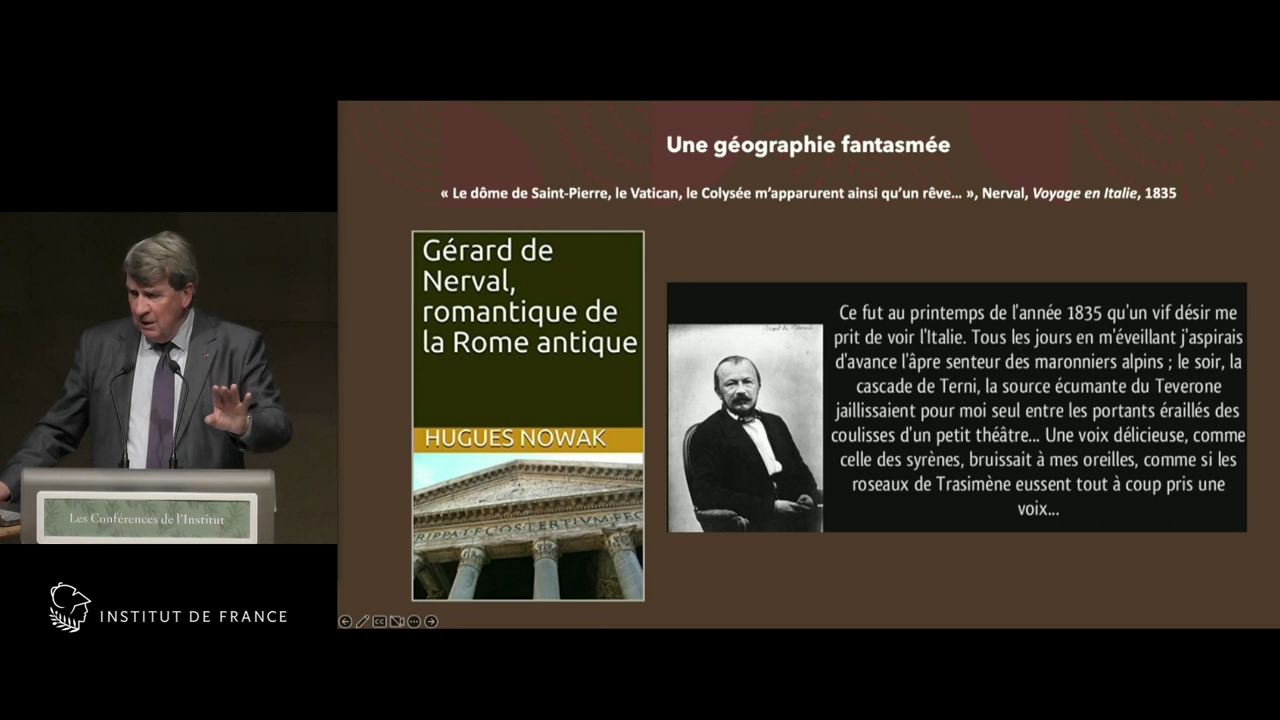 Une géographie fantasmée
« Le dôme de Saint-Pierre, le Vatican, le Colysée m’apparurent ainsi qu’un rêve… », Nerval, Voyage en Italie, 1835
Gérard de
Nerval,
romantique de
la Rome antique
HUGUES NOWAK
RIPPA·L·F·COSTERTIVM·FEC
Ce fut au printemps de l'année 1835 qu'un vif désir me
prit de voir l'Italie. Tous les jours en m'éveillant j'aspirais
d'avance l'âpre senteur des maronniers alpins ; le soir, la
cascade de Terni, la source écumante du Teverone
jaillissaient pour moi seul entre les portants éraillés des
coulisses d'un petit théâtre... Une voix délicieuse, comme
celle des syrènes, bruissait à mes oreilles, comme si les
roseaux de Trasimène eussent tout à coup pris une
voix...
Les Conférences de l'Institut
INSTITUT DE FRANCE
CC